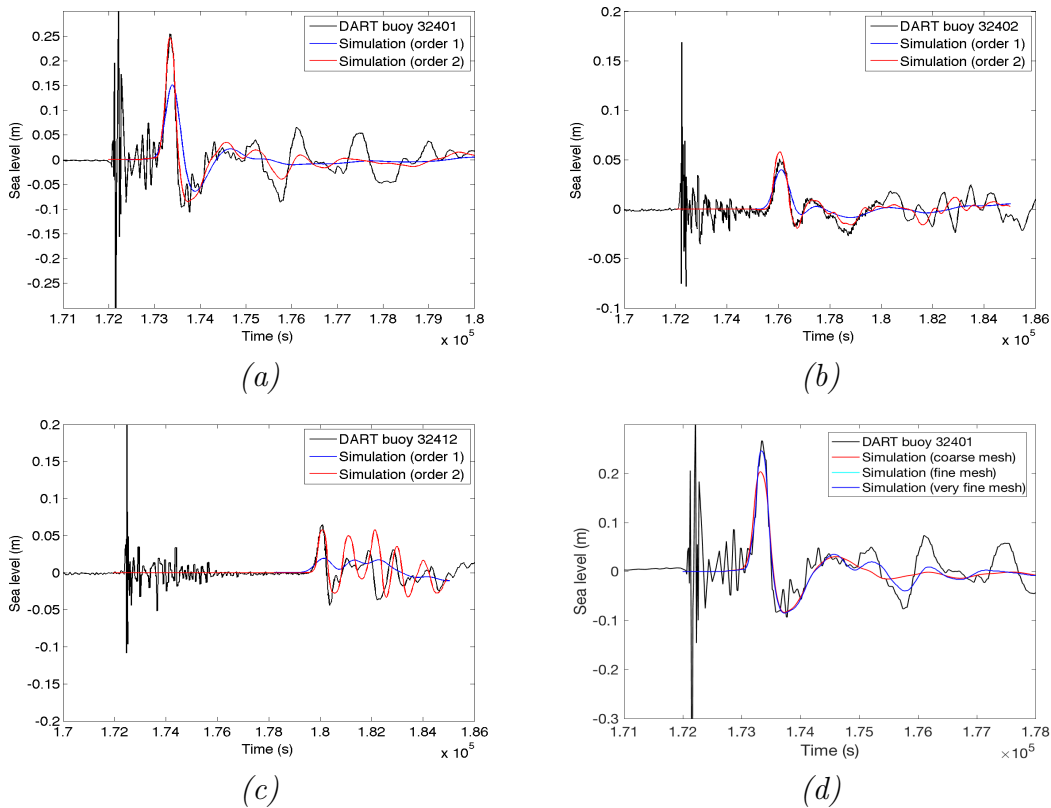 DART buoy 32401
Simulation (order 1)
Simulation (order 2)
0.25
0.2
0.15
0.1
0.05
0
-0.05
-0.1
-0.15
-0.2
-0.25
Sea level (m)
1.71 1.72 1.73 1.74 1.75 1.76 1.77 1.78 1.79 1.8
Time (s)
x 10^5
(a)
DART buoy 32402
Simulation (order 1)
Simulation (order 2)
0.2
0.15
0.1
0.05
0
-0.05
-0.1
Sea level (m)
1.7 1.72 1.74 1.76 1.78 1.8 1.82 1.84 1.86
Time (s)
x 10^5
(b)
DART buoy 32412
Simulation (order 1)
Simulation (order 2)
0.2
0.15
0.1
0.05
0
-0.05
-0.1
-0.15
-0.2
Sea level (m)
1.7 1.72 1.74 1.76 1.78 1.8 1.82 1.84 1.86
Time (s)
x 10^5
(c)
DART buoy 32401
Simulation (coarse mesh)
Simulation (fine mesh)
Simulation (very fine mesh)
0.2
0.1
0
-0.1
-0.2
-0.3
Sea level (m)
1.71 1.72 1.73 1.74 1.75 1.76 1.77 1.78
Time (s)
×10^5
(d)